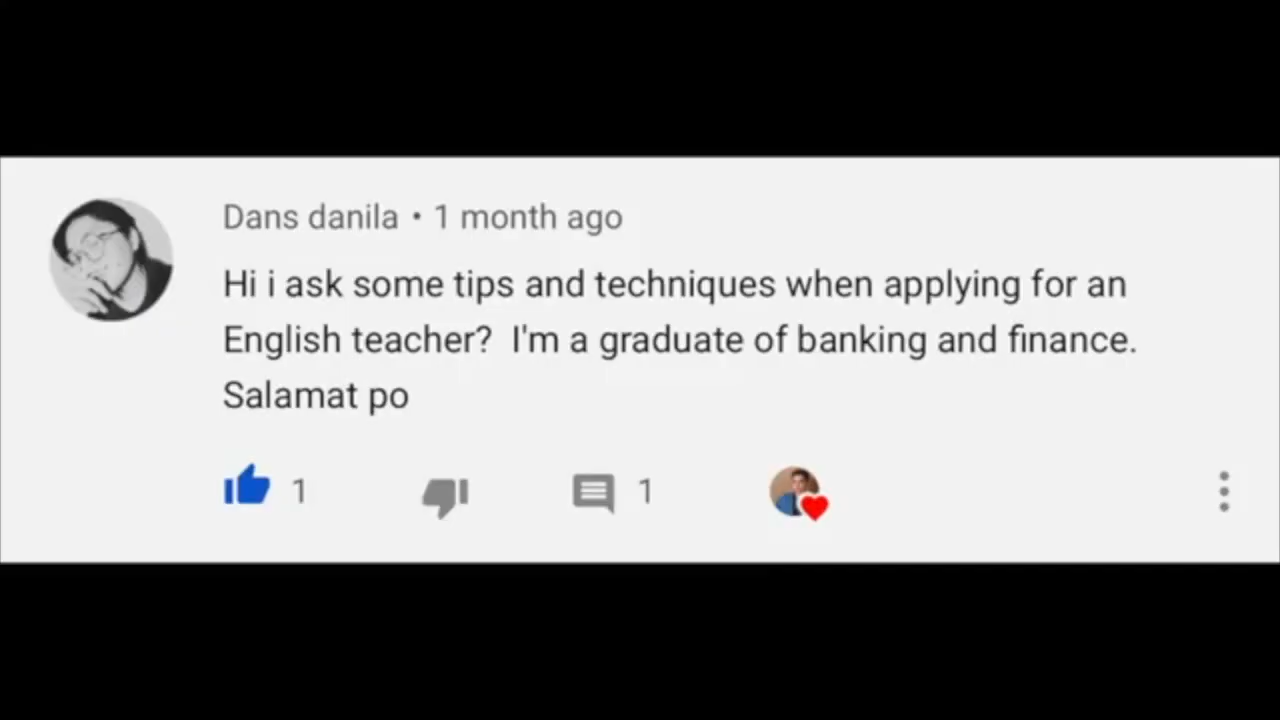 Dans danila • 1 month ago
Hi i ask some tips and techniques when applying for an
English teacher?  I'm a graduate of banking and finance.
Salamat po
1 1